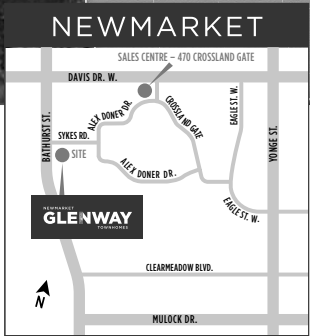 NEWMARKET
SALES CENTRE – 470 CROSSLAND GATE
DAVIS DR. W.
BATHURST ST.
ALEX DONER DR.
CROSSLAND GATE
EAGLE ST. W.
YONGE ST.
SYKES RD.
SITE
ALEX DONER DR.
NEWMARKET
GLENWAY
TOWNHOMES
EAGLE ST. W.
CLEARMEADOW BLVD.
N
MULOCK DR.